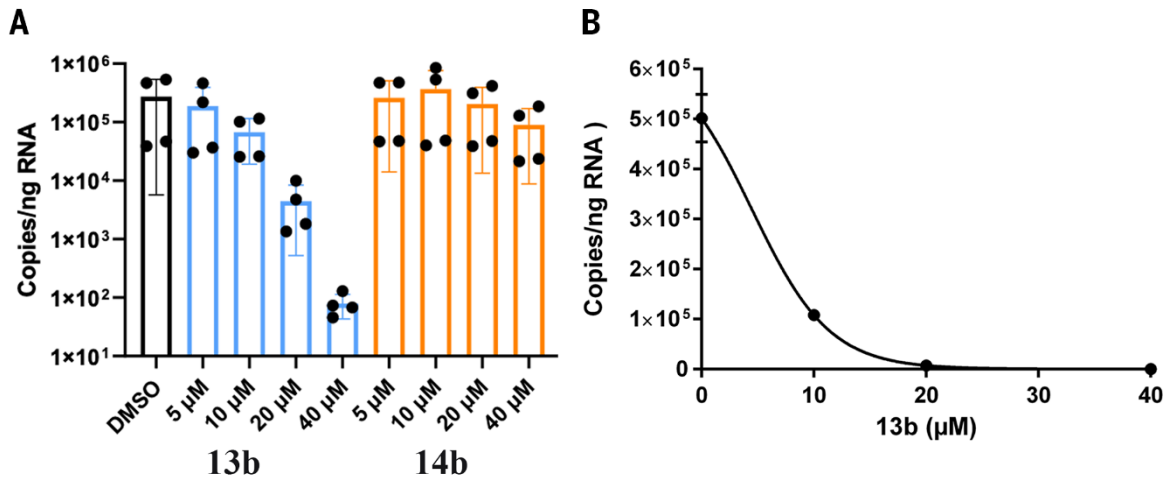 A
Copies/ng RNA
1×10⁶
1×10⁵
1×10⁴
1×10³
1×10²
1×10¹
DMSO
5 µM
10 µM
20 µM
40 µM
5 µM
10 µM
20 µM
40 µM
13b
14b
B
Copies/ng RNA )
6×10⁵
5×10⁵
4×10⁵
3×10⁵
2×10⁵
1×10⁵
0
0
10
20
30
40
13b (µM)